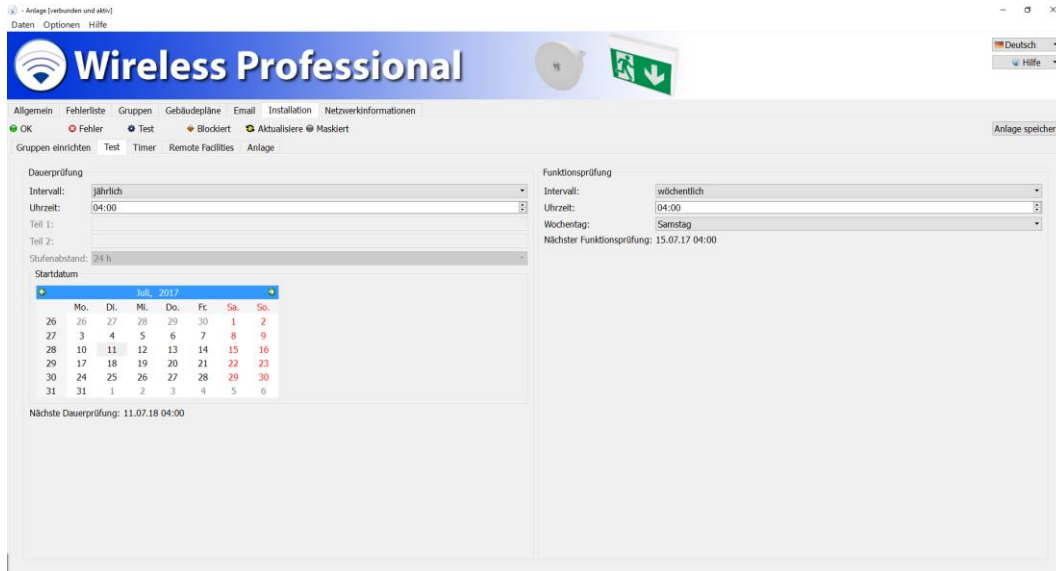 - Anlage [verbunden und aktiv]
Daten Optionen Hilfe
Wireless Professional
Deutsch
Hilfe
Allgemein Fehlerliste Gruppen Gebäudepläne Email Installation Netzwerkinformationen
OK Fehler Test Blockiert Aktualisiere Maskiert
Anlage speicher
Gruppen einrichten Test Timer Remote Facilities Anlage
Dauerprüfung
Intervall: jährlich
Uhrzeit: 04:00
Teil 1:
Teil 2:
Stufenabstand: 24 h
Startdatum
Juli, 2017
Mo. Di. Mi. Do. Fr. Sa. So.
26 26 27 28 29 30 1 2
27 3 4 5 6 7 8 9
28 10 11 12 13 14 15 16
29 17 18 19 20 21 22 23
30 24 25 26 27 28 29 30
31 31 1 2 3 4 5 6
Nächste Dauerprüfung: 11.07.18 04:00
Funktionsprüfung
Intervall: wöchentlich
Uhrzeit: 04:00
Wochentag: Samstag
Nächster Funktionsprüfung: 15.07.17 04:00